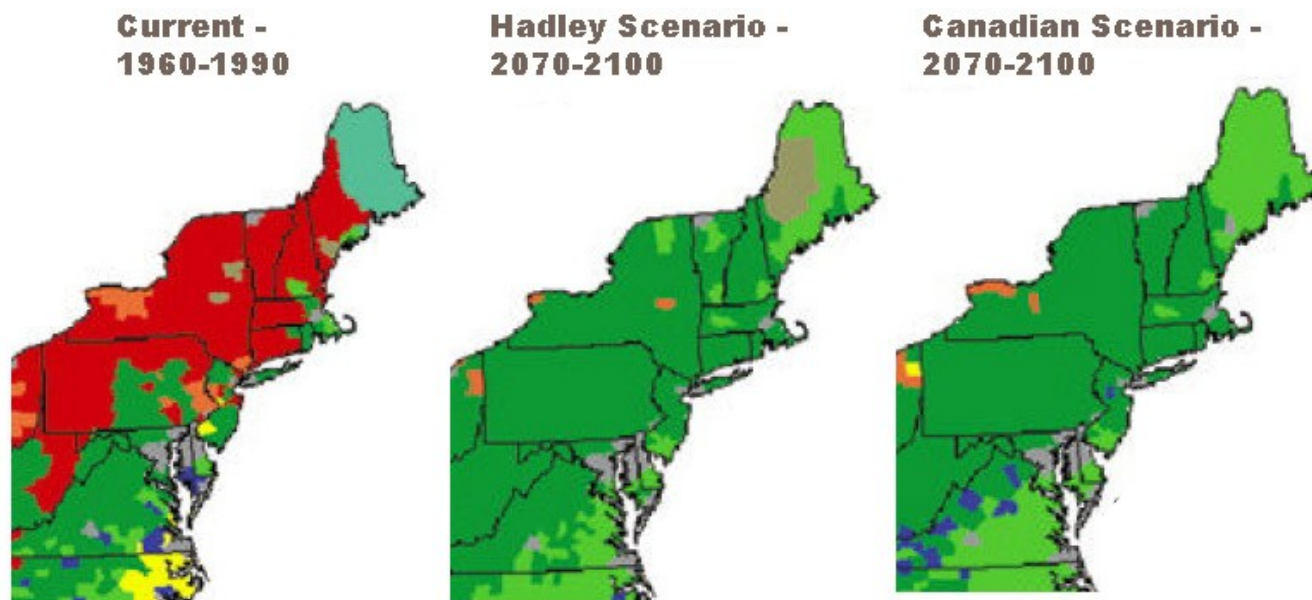 Current -
1960-1990
Hadley Scenario -
2070-2100
Canadian Scenario -
2070-2100